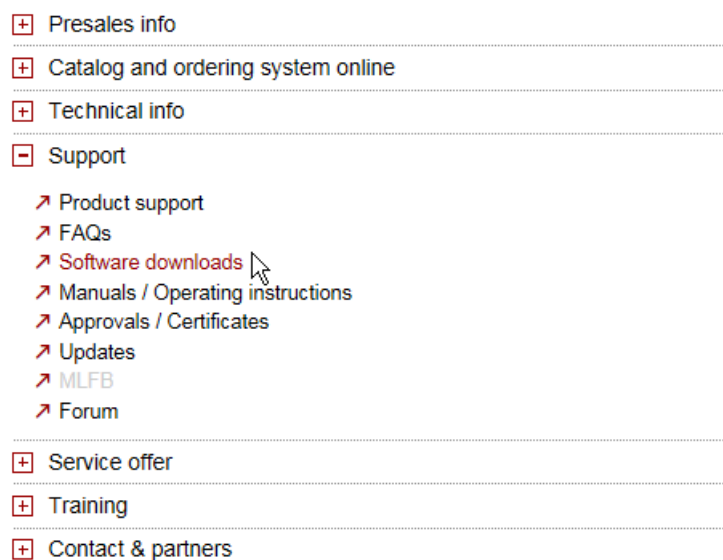 Presales info
Catalog and ordering system online
Technical info
Support
Product support
FAQs
Software downloads
Manuals / Operating instructions
Approvals / Certificates
Updates
MLFB
Forum
Service offer
Training
Contact & partners